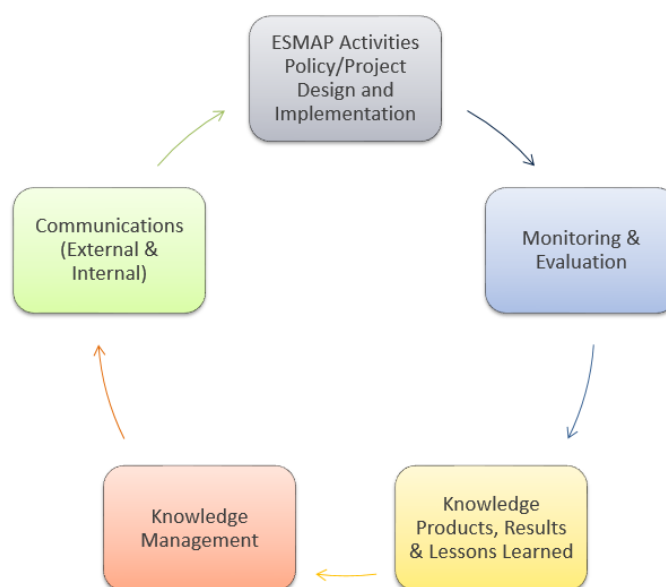 ESMAP Activities
Policy/Project
Design and
Implementation
Communications
(External &
Internal)
Monitoring &
Evaluation
Knowledge
Management
Knowledge
Products, Results
& Lessons Learned